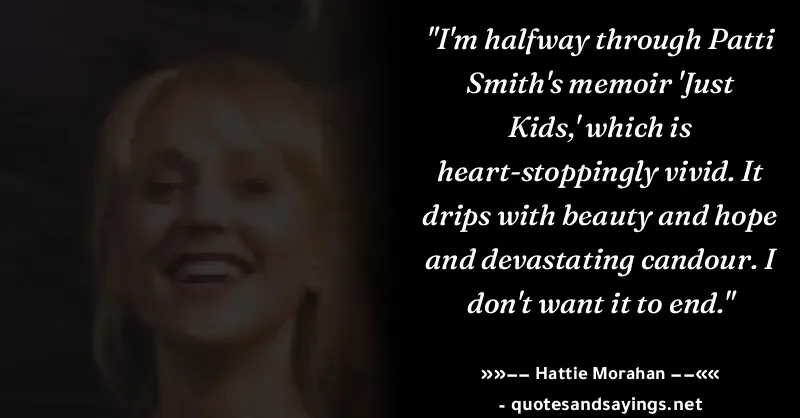 "I'm halfway through Patti
Smith's memoir 'Just
Kids,' which is
heart-stoppingly vivid. It
drips with beauty and hope
and devastating candour. I
don't want it to end."
»»−− Hattie Morahan −−««
- quotesandsayings.net